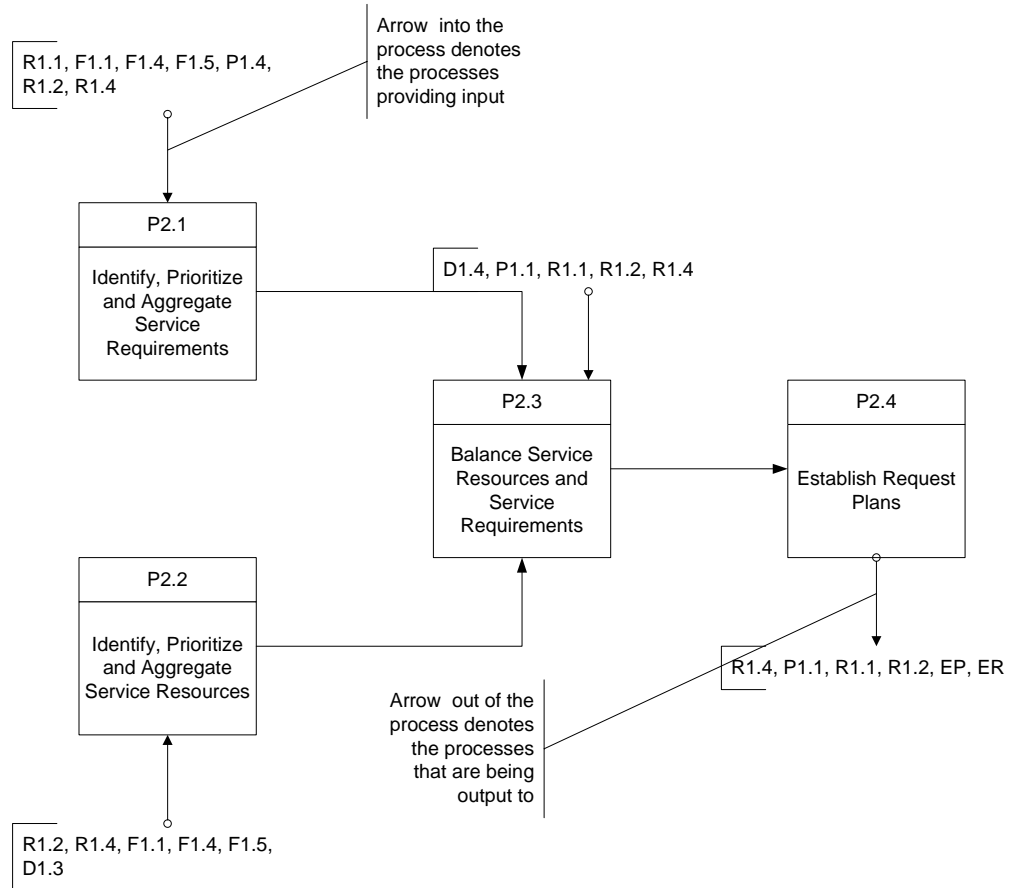 Arrow into the
process denotes
the processes
providing input
R1.1, F1.1, F1.4, F1.5, P1.4,
R1.2, R1.4
P2.1
Identify, Prioritize
and Aggregate
Service
Requirements
D1.4, P1.1, R1.1, R1.2, R1.4
P2.3
Balance Service
Resources and
Service
Requirements
P2.4
Establish Request
Plans
P2.2
Identify, Prioritize
and Aggregate
Service Resources
R1.4, P1.1, R1.1, R1.2, EP, ER
Arrow out of the
process denotes
the processes
that are being
output to
R1.2, R1.4, F1.1, F1.4, F1.5,
D1.3